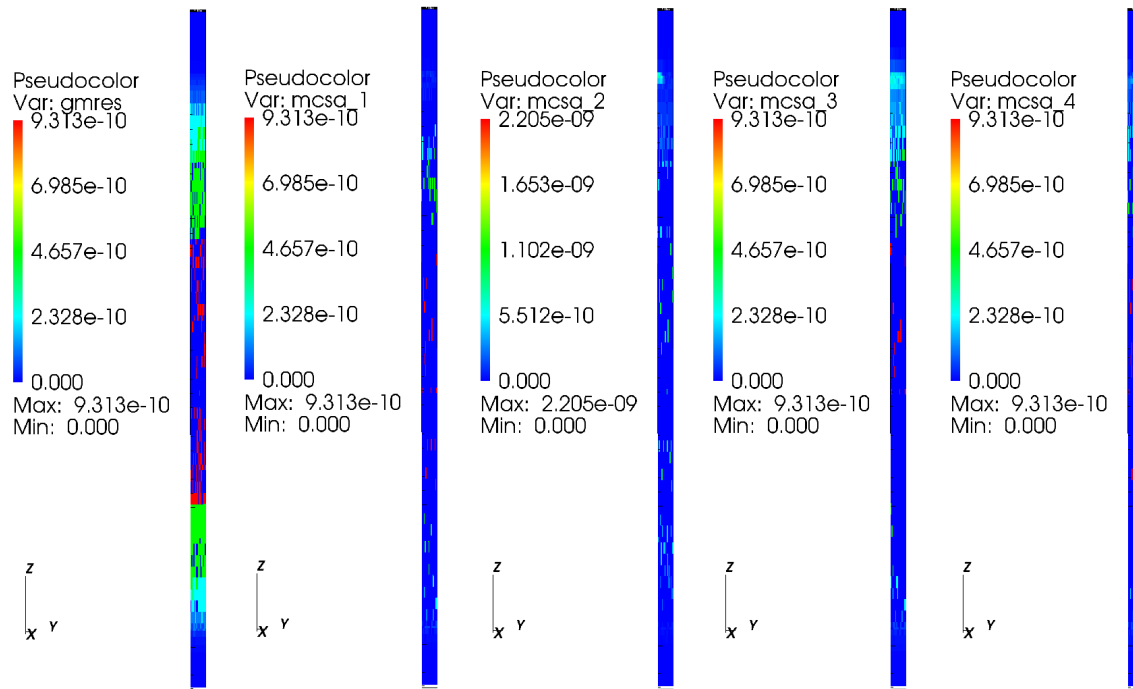 Pseudocolor
Var: gmres
9.313e-10
6.985e-10
4.657e-10
2.328e-10
0.000
Max: 9.313e-10
Min: 0.000
Z
X Y
Pseudocolor
Var: mcsa_1
9.313e-10
6.985e-10
4.657e-10
2.328e-10
0.000
Max: 9.313e-10
Min: 0.000
Z
X Y
Pseudocolor
Var: mcsa_2
2.205e-09
1.653e-09
1.102e-09
5.512e-10
0.000
Max: 2.205e-09
Min: 0.000
Z
X Y
Pseudocolor
Var: mcsa_3
9.313e-10
6.985e-10
4.657e-10
2.328e-10
0.000
Max: 9.313e-10
Min: 0.000
Z
X Y
Pseudocolor
Var: mcsa_4
9.313e-10
6.985e-10
4.657e-10
2.328e-10
0.000
Max: 9.313e-10
Min: 0.000
Z
X Y